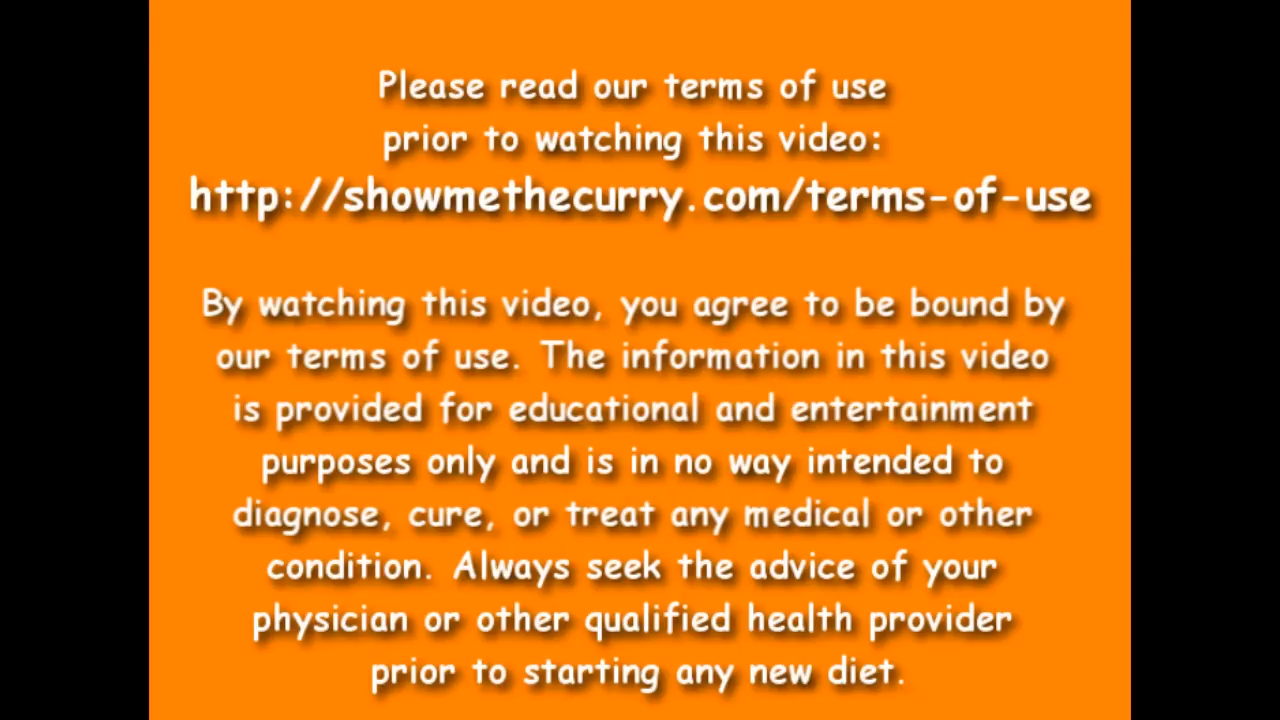 Please read our terms of use
prior to watching this video:
http://showmethecurry.com/terms-of-use
By watching this video, you agree to be bound by
our terms of use. The information in this video
is provided for educational and entertainment
purposes only and is in no way intended to
diagnose, cure, or treat any medical or other
condition. Always seek the advice of your
physician or other qualified health provider
prior to starting any new diet.